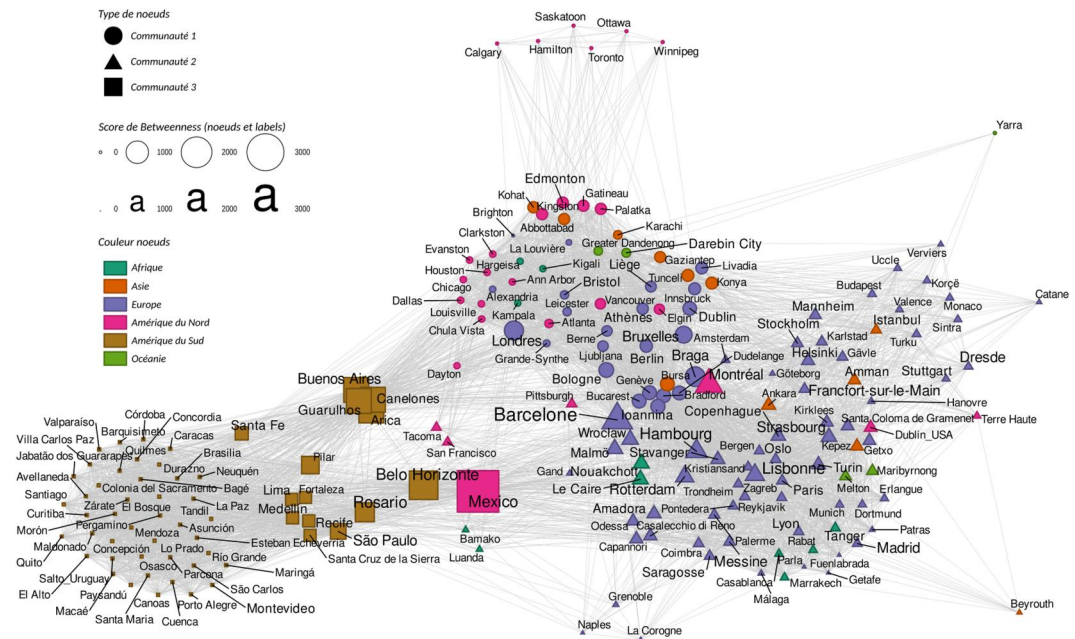 Type de noeuds
Communauté 1
Communauté 2
Communauté 3
Score de Betweenness (noeuds et labels)
0 1000 2000 3000
a a a
0 1000 2000 3000
Couleur noeuds
Afrique
Asie
Europe
Amérique du Nord
Amérique du Sud
Océanie
Saskatoon
Ottawa
Calgary
Hamilton
Toronto
Winnipeg
Yarra
Edmonton
Kohat
Kingston
Gatineau
Palatka
Brighton
Abbottabad
Karachi
Clarkston
La Louvière
Greater Dandenong
Darebin City
Evanston
Hargeisa
Kigali
Liège
Gaziantep
Livadia
Houston
Ann Arbor
Bristol
Tunceli
Konya
Chicago
Alexandria
Leicester
Vancouver
Innsbruck
Dallas
Louisville
Kampala
Atlanta
Athènes
Elgin
Dublin
Chula Vista
Londres
Berne
Bruxelles
Amsterdam
Grande-Synthe
Ljubljana
Berlin
Braga
Dudelange
Dayton
Bologne
Genève
Bursa
Montréal
Pittsburgh
Bucarest
Bradford
Barcelone
Ioannina
Copenhague
Verviers
Uccle
Budapest
Korçë
Catane
Mannheim
Valence
Monaco
Stockholm
Karlstad
Istanbul
Sintra
Turku
Helsinki
Gävle
Dresde
Göteborg
Amman
Stuttgart
Ankara
Francfort-sur-le-Main
Hanovre
Kirklees
Santa Coloma de Gramenet
Terre Haute
Strasbourg
Dublin_USA
Wroclaw
Hambourg
Bergen
Oslo
Kepez
Getxo
Malmö
Stavanger
Gand
Nouakchott
Kristiansand
Lisbonne
Turin
Maribyrnong
Le Caire
Rotterdam
Trondheim
Zagreb
Paris
Melton
Erlangue
Amadora
Pontedera
Reykjavik
Munich
Dortmund
Odessa
Casalecchio di Reno
Lyon
Patras
Capannori
Palerme
Rabat
Tanger
Madrid
Coimbra
Messine
Parla
Fuenlabrada
Saragosse
Casablanca
Marrakech
Getafe
Málaga
Grenoble
Beyrouth
Naples
La Corogne
Buenos Aires
Canelones
Guarulhos
Arica
Tacoma
San Francisco
Santa Fe
Pilar
Belo Horizonte
Mexico
Lima
Fortaleza
Rosario
Medellin
Recife
São Paulo
Santa Cruz de la Sierra
Bamako
Luanda
Córdoba
Concordia
Valparaíso
Barquisimeto
Caracas
Villa Carlos Paz
Quilmes
Brasilia
Jabatão dos Guararapes
Durazno
Neuquén
Avellaneda
Colonia del Sacramento
Bagé
Santiago
Zárate
El Bosque
La Paz
Curitiba
Tandil
Pergamino
Asunción
Morón
Mendoza
Esteban Echeverría
Maldonado
Concepción
Lo Prado
Río Grande
Quito
Osasco
Maringá
Salto_Uruguay
Parcona
São Carlos
El Alto
Paysandú
Canoas
Porto Alegre
Montevideo
Macaé
Santa Maria
Cuenca